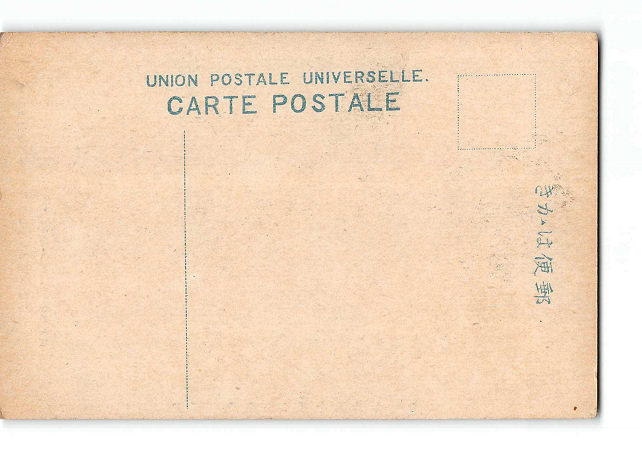 UNION POSTALE UNIVERSELLE.
CARTE POSTALE
郵便はかき